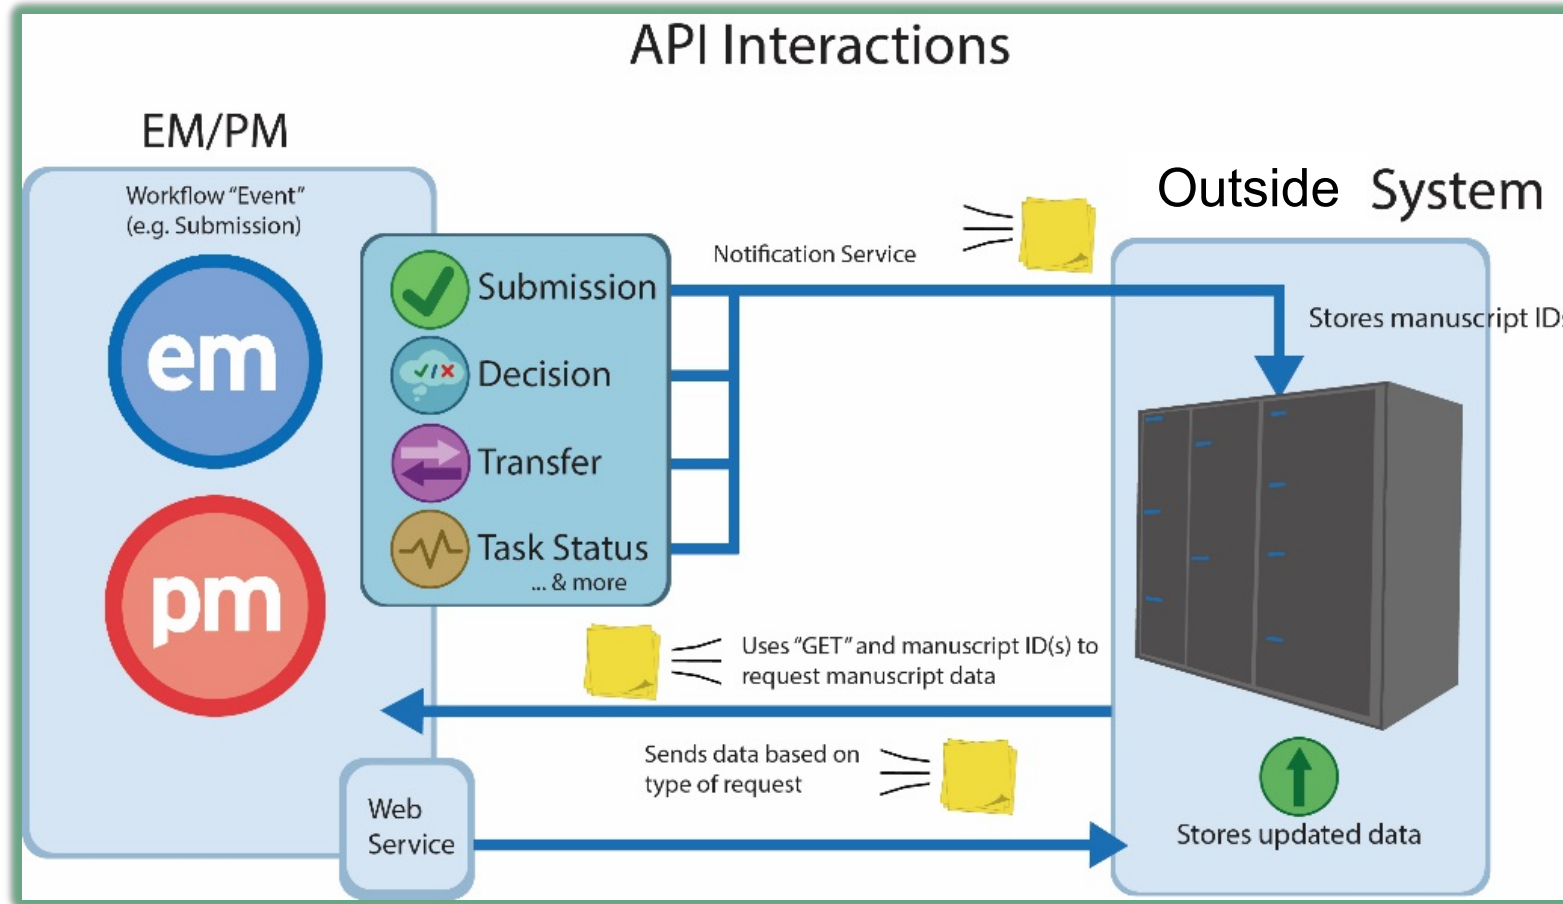 API Interactions
EM/PM
Workflow “Event”
(e.g. Submission)
em
pm
Submission
Decision
Transfer
Task Status
... & more
Notification Service
Outside System
Stores manuscript IDs
Uses “GET” and manuscript ID(s) to
request manuscript data
Sends data based on
type of request
Web
Service
Stores updated data